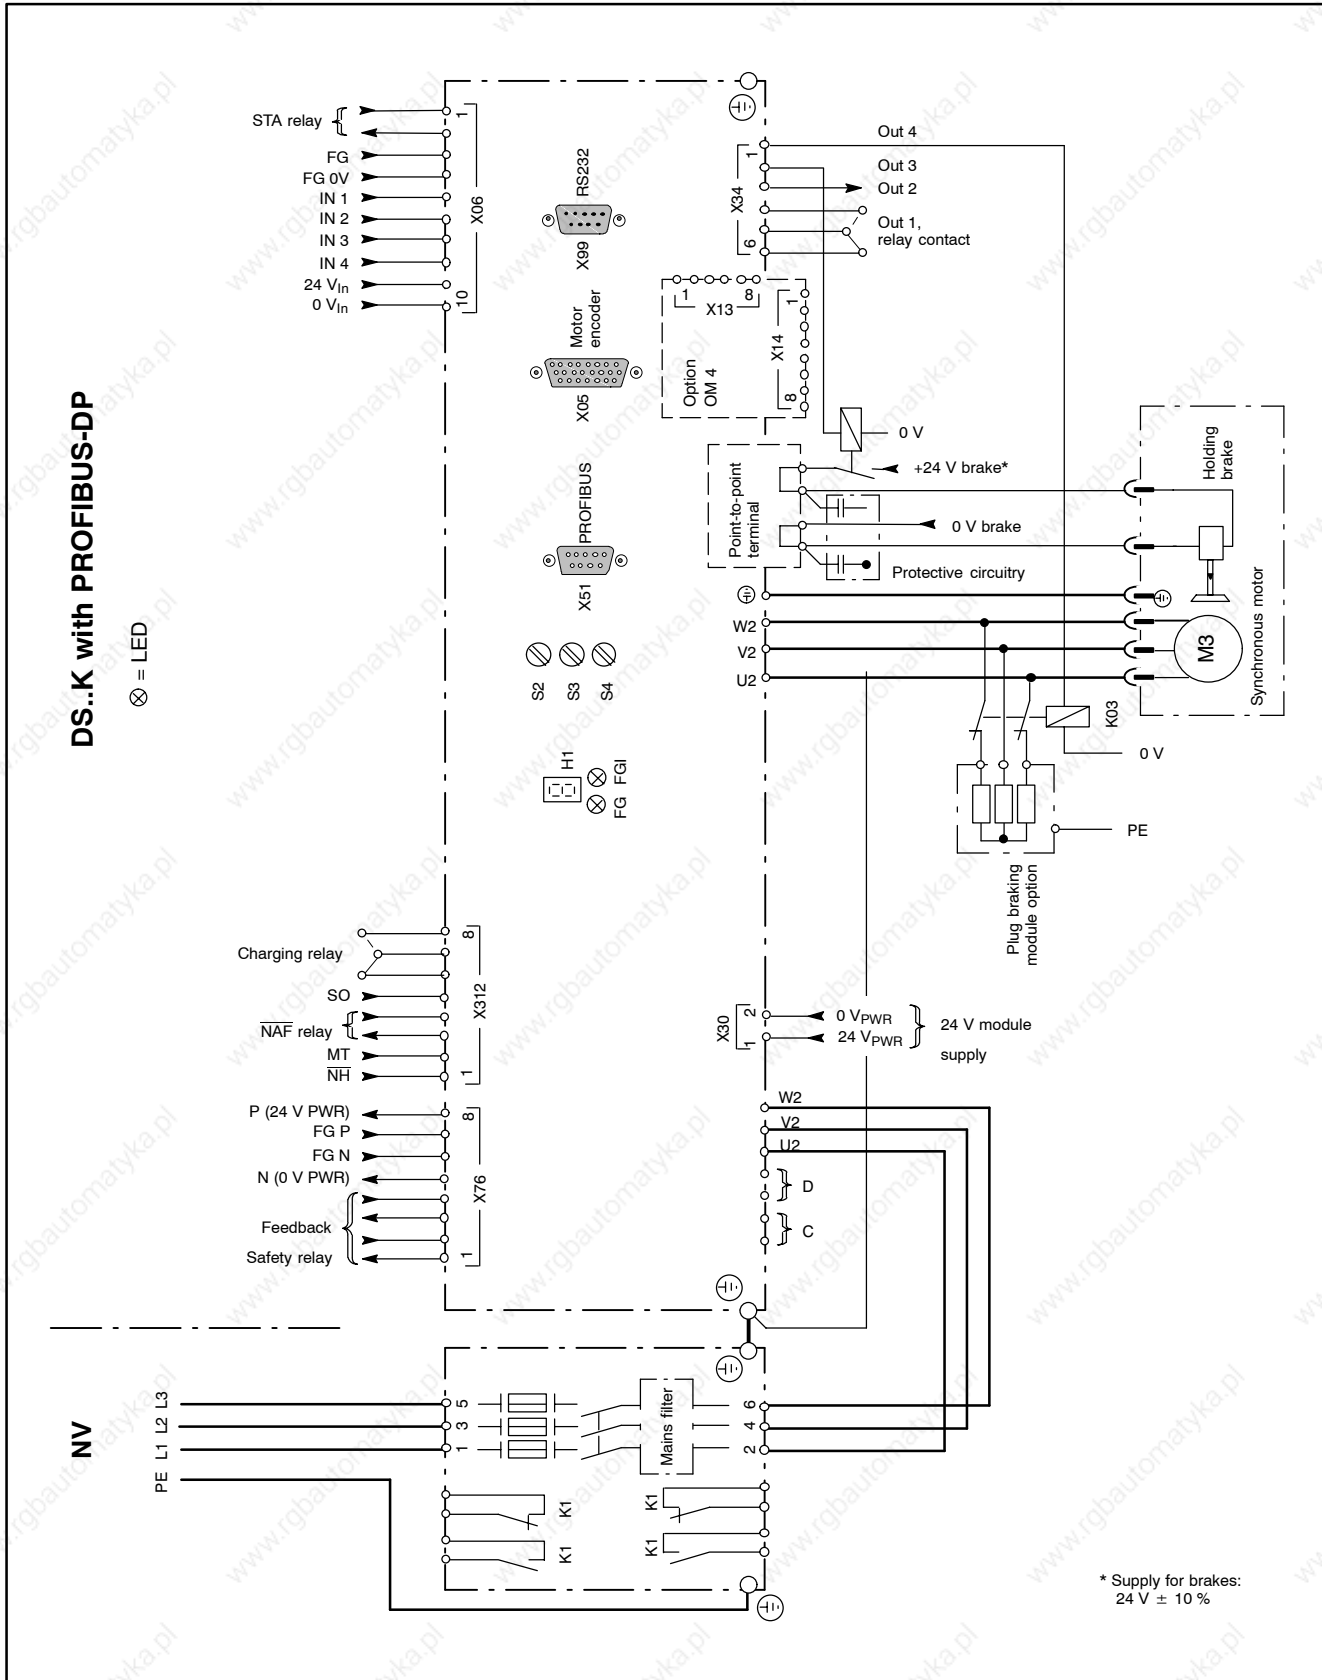 DS..K with PROFIBUS-DP
= LED
STA relay
FG
FG 0V
IN 1
IN 2
IN 3
IN 4
24 VIn
0 VIn
1
X06
10
RS232
X99
Motor
encoder
X05
PROFIBUS
X51
S2
S3
S4
H1
FG
FGI
1
X34
6
Out 4
Out 3
Out 2
Out 1,
relay contact
1
X13
8
1
X14
8
Option
OM 4
0 V
+24 V brake*
Point-to-point
terminal
0 V brake
Protective circuitry
Holding
brake
W2
V2
U2
M3
Synchronous motor
K03
0 V
PE
Plug braking
module option
Charging relay
SO
NAF relay
MT
NH
8
X312
1
X30
2
1
0 VPWR
24 VPWR
24 V module
supply
P (24 V PWR)
FG P
FG N
N (0 V PWR)
Feedback
Safety relay
8
X76
1
W2
V2
U2
D
C
NV
L3
L2
L1
PE
5
3
1
Mains filter
6
4
2
K1
K1
K1
K1
* Supply for brakes:
24 V ± 10 %
www.rgbautomatyka.pl